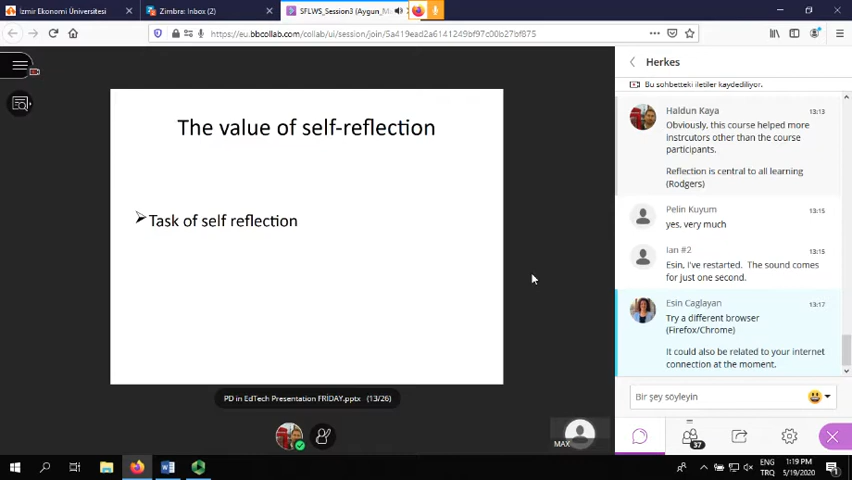 İzmir Ekonomi Üniversitesi
Zimbra: Inbox (2)
SFLWS_Session3 (Aygun_M
https://eu.bbcollab.com/collab/ui/session/join/5a419ead2a6141249bf97c00b27bf875
Herkes
Bu sohbetteki iletiler kaydediliyor.
The value of self-reflection
Task of self reflection
Haldun Kaya
13:13
Obviously, this course helped more
instrcutors other than the course
participants.
Reflection is central to all learning
(Rodgers)
Pelin Kuyum
13:15
yes, very much
Ian #2
13:15
Esin, I've restarted. The sound comes
for just one second.
Esin Caglayan
13:17
Try a different browser
(Firefox/Chrome)
It could also be related to your internet
connection at the moment.
PD in EdTech Presentation FRIDAY.pptx (13/26)
Bir şey söyleyin
MAX
37
ENG
TRQ
1:19 PM
5/19/2020